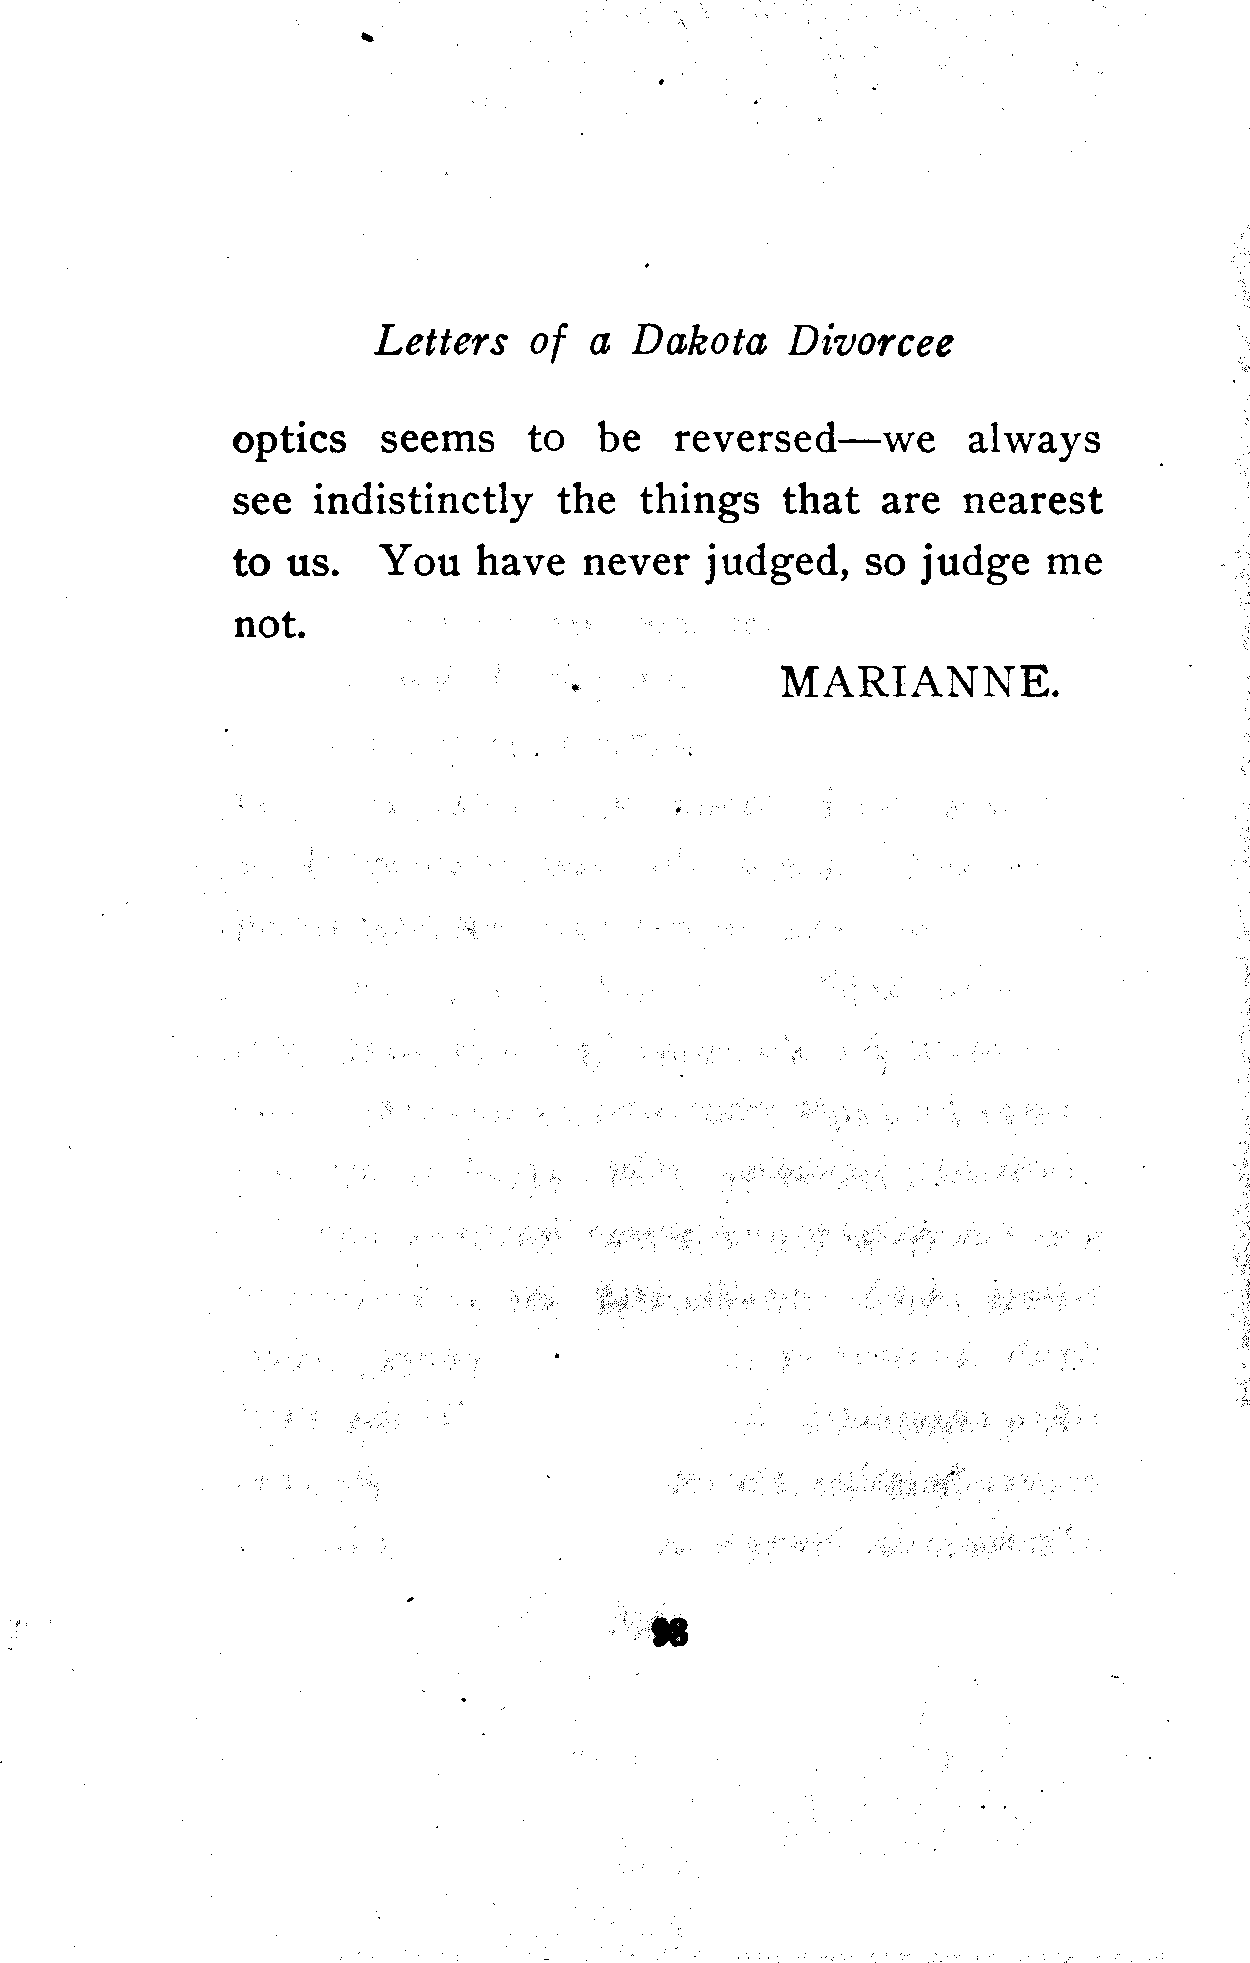 Letters of a Dakota Divorcee
optics seems to be reversed—we always
see indistinctly the things that are nearest
to us. You have never judged, so judge me
not.
MARIANNE.
98